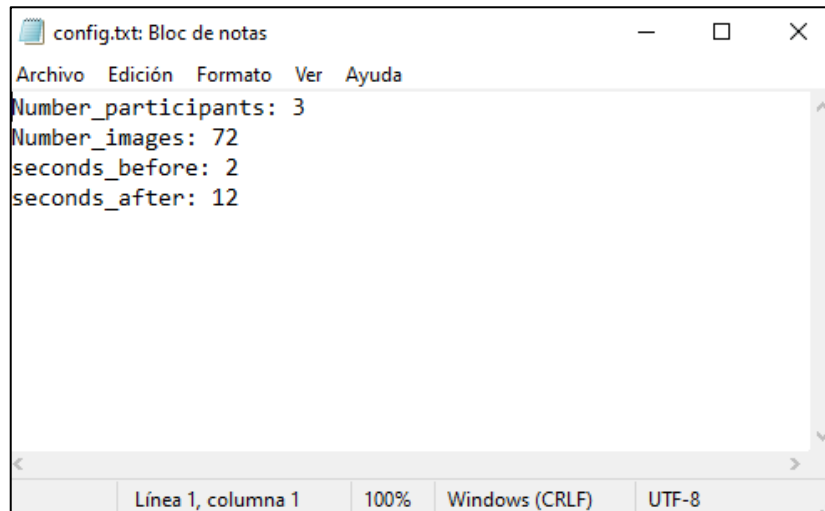 config.txt: Bloc de notas
Archivo Edición Formato Ver Ayuda
Number_participants: 3
Number_images: 72
seconds_before: 2
seconds_after: 12
Línea 1, columna 1 100% Windows (CRLF) UTF-8